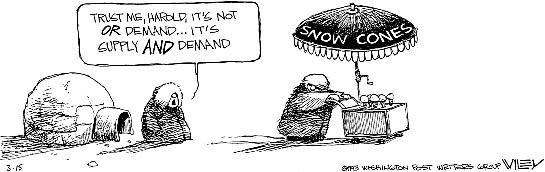 TRUST ME, HAROLD, IT'S NOT
OR DEMAND... IT'S
SUPPLY AND DEMAND
SNOW CONES
3-15
©1993 WASHINGTON POST WRITERS GROUP WILEY